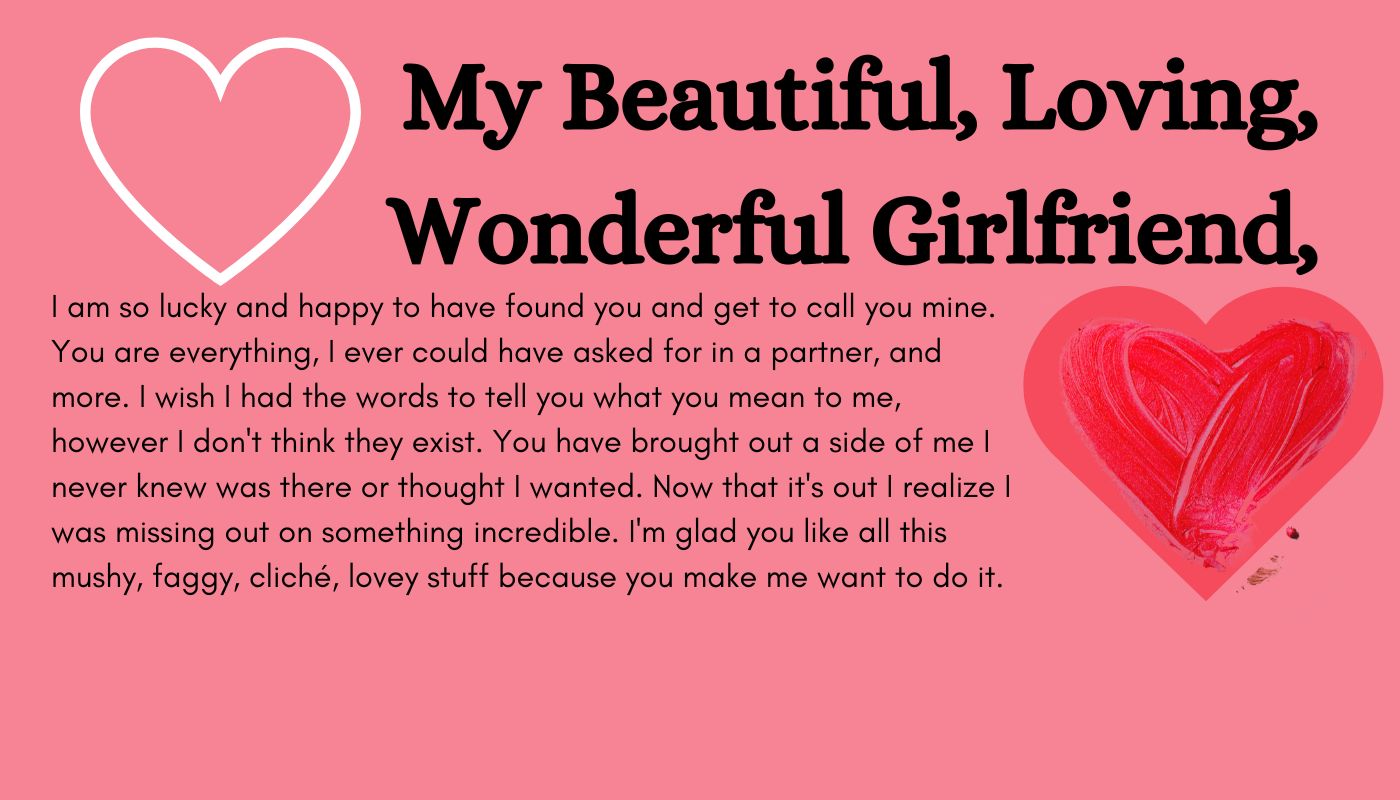 My Beautiful, Loving,
Wonderful Girlfriend,
I am so lucky and happy to have found you and get to call you mine.
You are everything, I ever could have asked for in a partner, and
more. I wish I had the words to tell you what you mean to me,
however I don't think they exist. You have brought out a side of me I
never knew was there or thought I wanted. Now that it's out I realize I
was missing out on something incredible. I'm glad you like all this
mushy, faggy, cliché, lovey stuff because you make me want to do it.